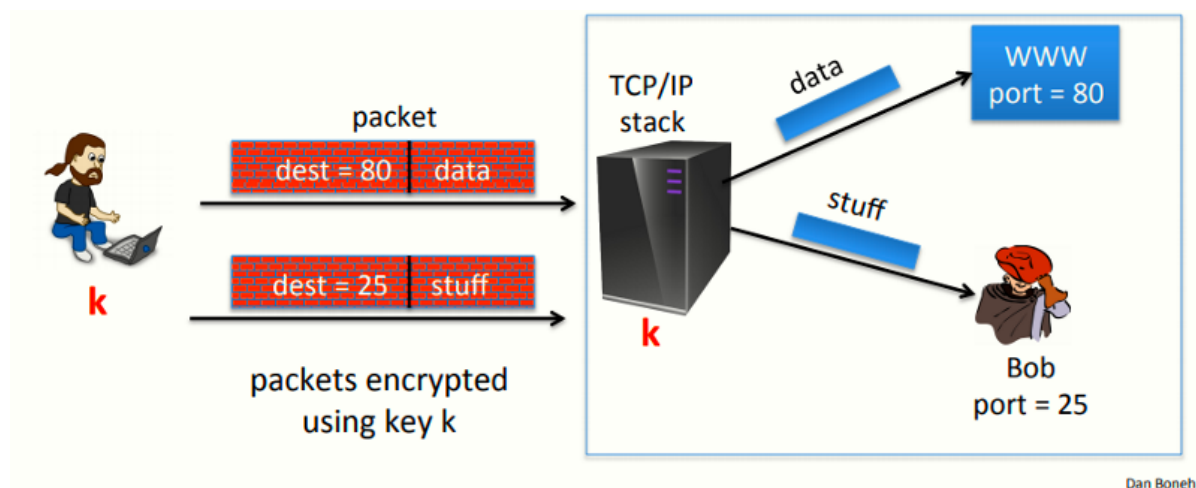 packet
dest = 80 data
k
dest = 25 stuff
packets encrypted
using key k
TCP/IP
stack
k
data
WWW
port = 80
stuff
Bob
port = 25
Dan Boneh